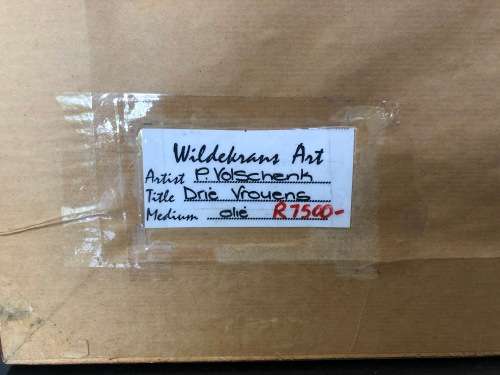 Wildekrans Art
Artist P. Volschenk
Title Drie Vrouens
Medium olie R7500-